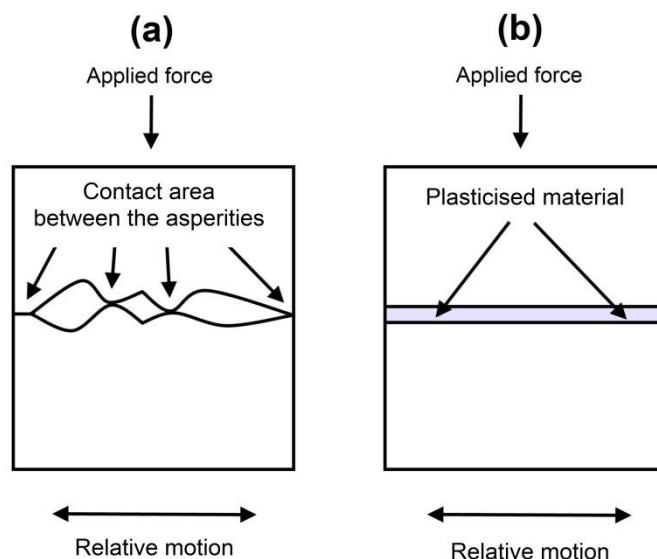 (a)
Applied force
Contact area
between the asperities
Relative motion
(b)
Applied force
Plasticised material
Relative motion